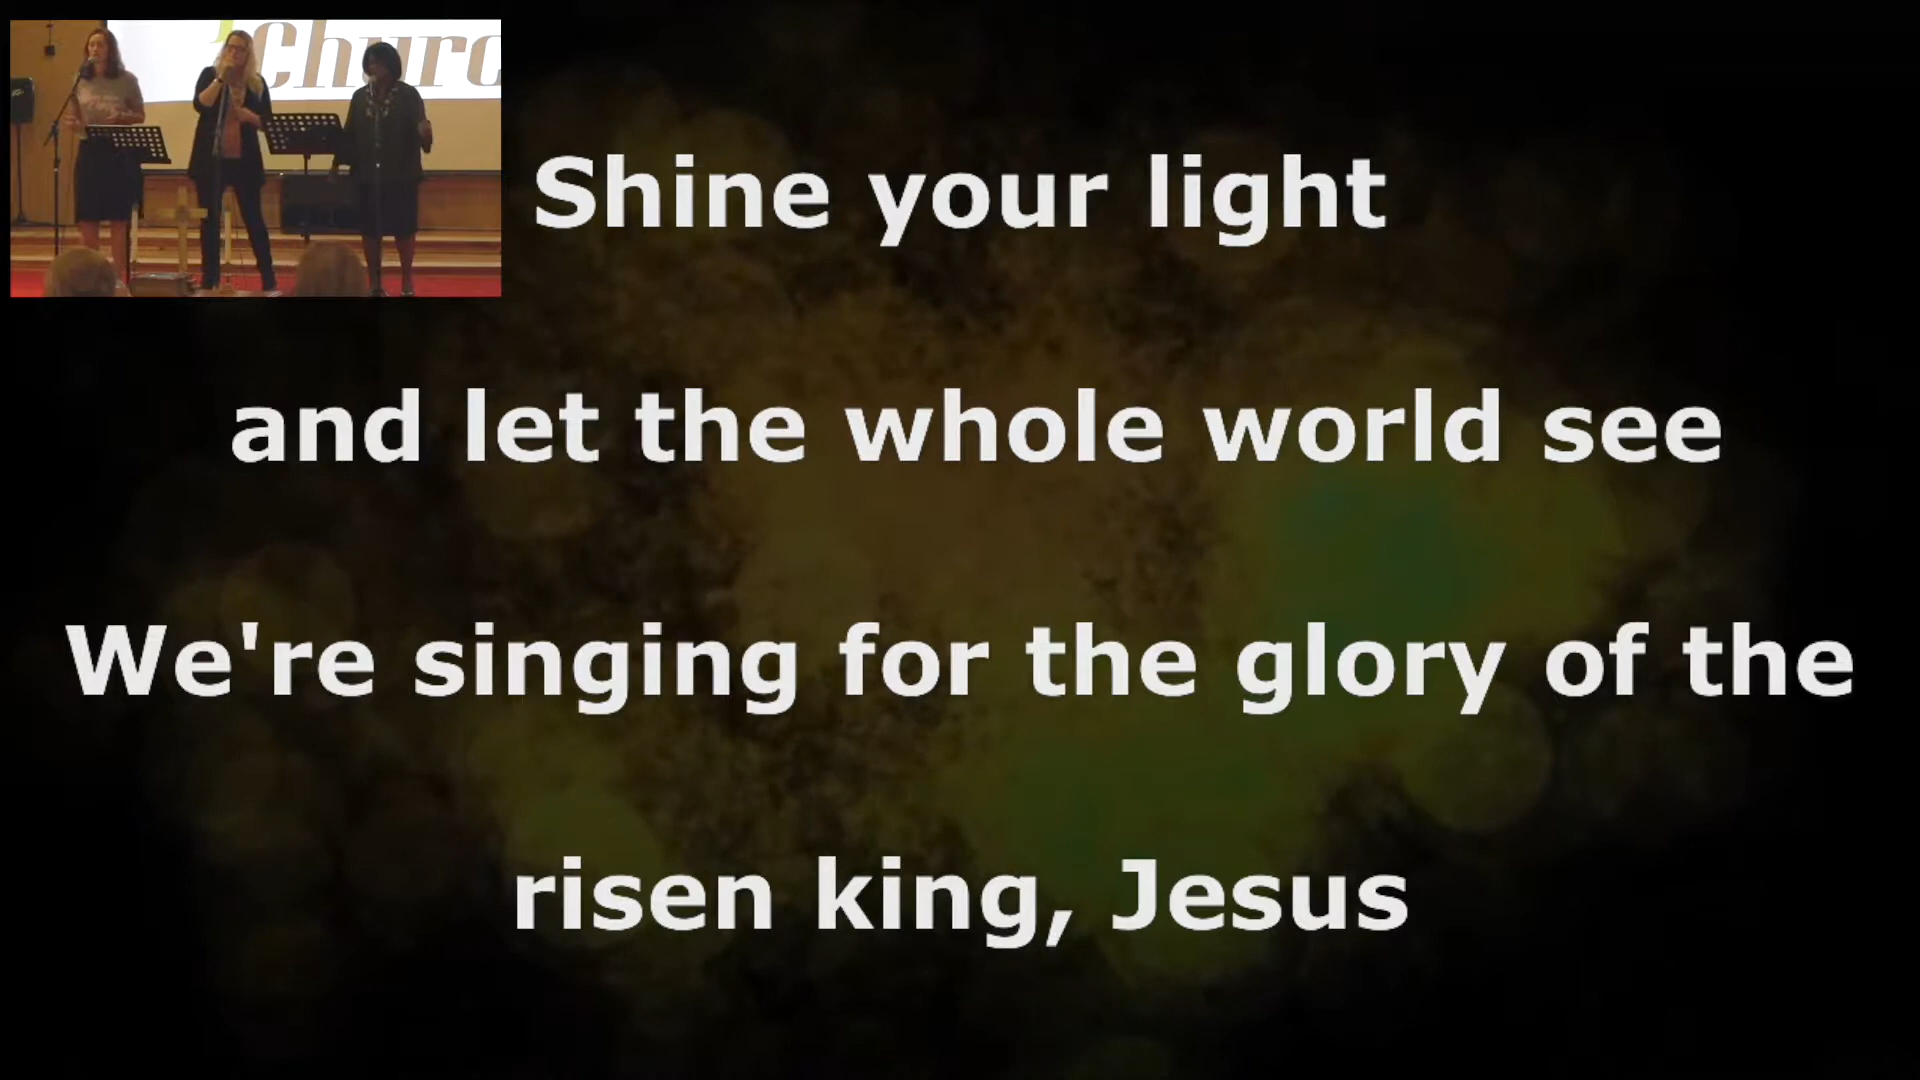 Churc
Shine your light
and let the whole world see
We're singing for the glory of the
risen king, Jesus